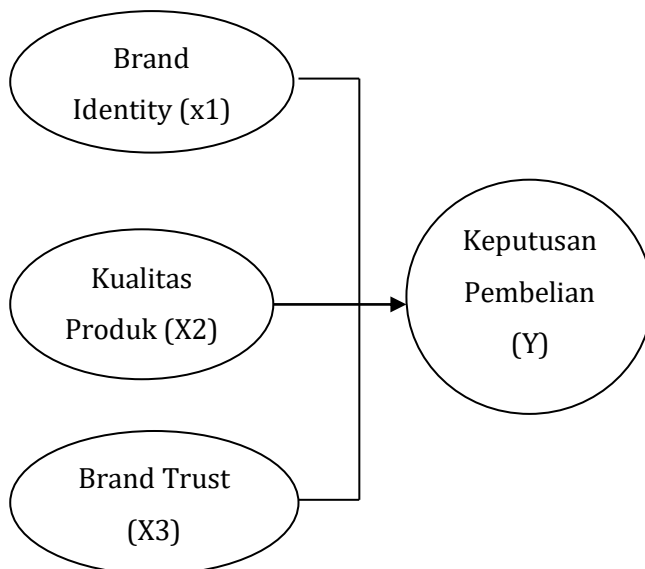 Brand
Identity (x1)
Kualitas
Produk (X2)
Keputusan
Pembelian
(Y)
Brand Trust
(X3)